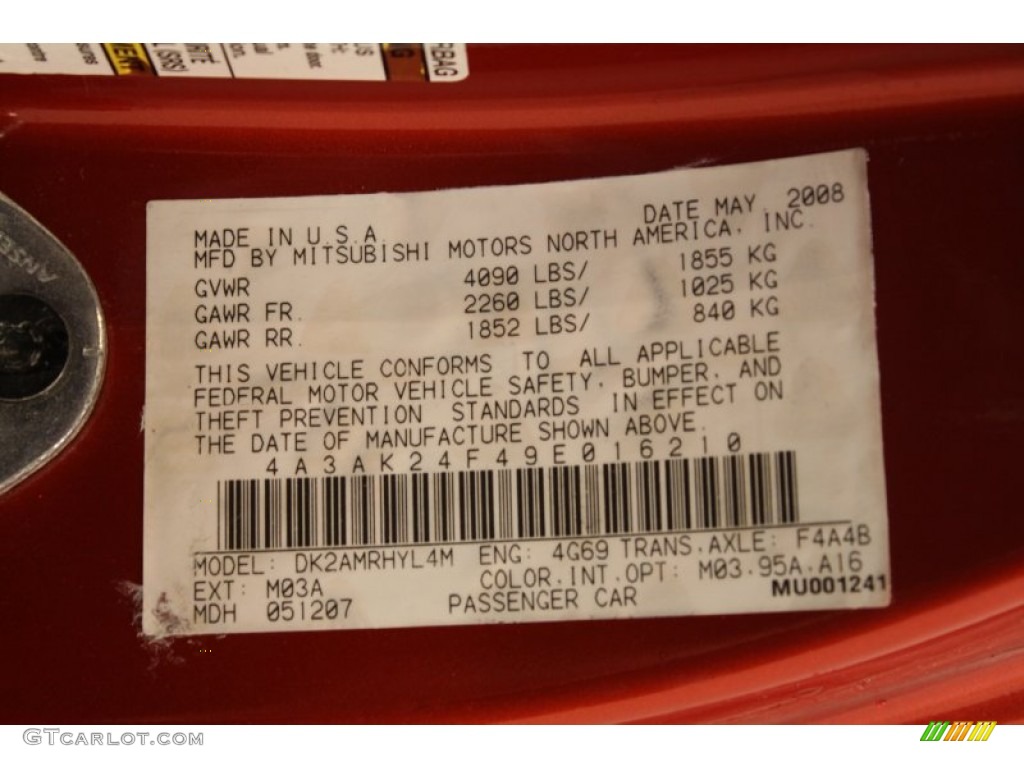 RBAG
MADE IN U.S.A. DATE MAY, 2008
MFD BY MITSUBISHI MOTORS NORTH AMERICA, INC.
GVWR 4090 LBS/ 1855 KG
GAWR FR. 2260 LBS/ 1025 KG
GAWR RR. 1852 LBS/ 840 KG
THIS VEHICLE CONFORMS TO ALL APPLICABLE
FEDFRAL MOTOR VEHICLE SAFETY, BUMPER, AND
THEFT PREVENTION STANDARDS IN EFFECT ON
THE DATE OF MANUFACTURE SHOWN ABOVE.
4A3AK24F49E016210
MODEL: DK2AMRHYL4M ENG: 4G69 TRANS.AXLE: F4A4B
EXT: M03A COLOR.INT.OPT: M03.95A.A16
MDH 051207 PASSENGER CAR MU001241
GTCARLOT.COM